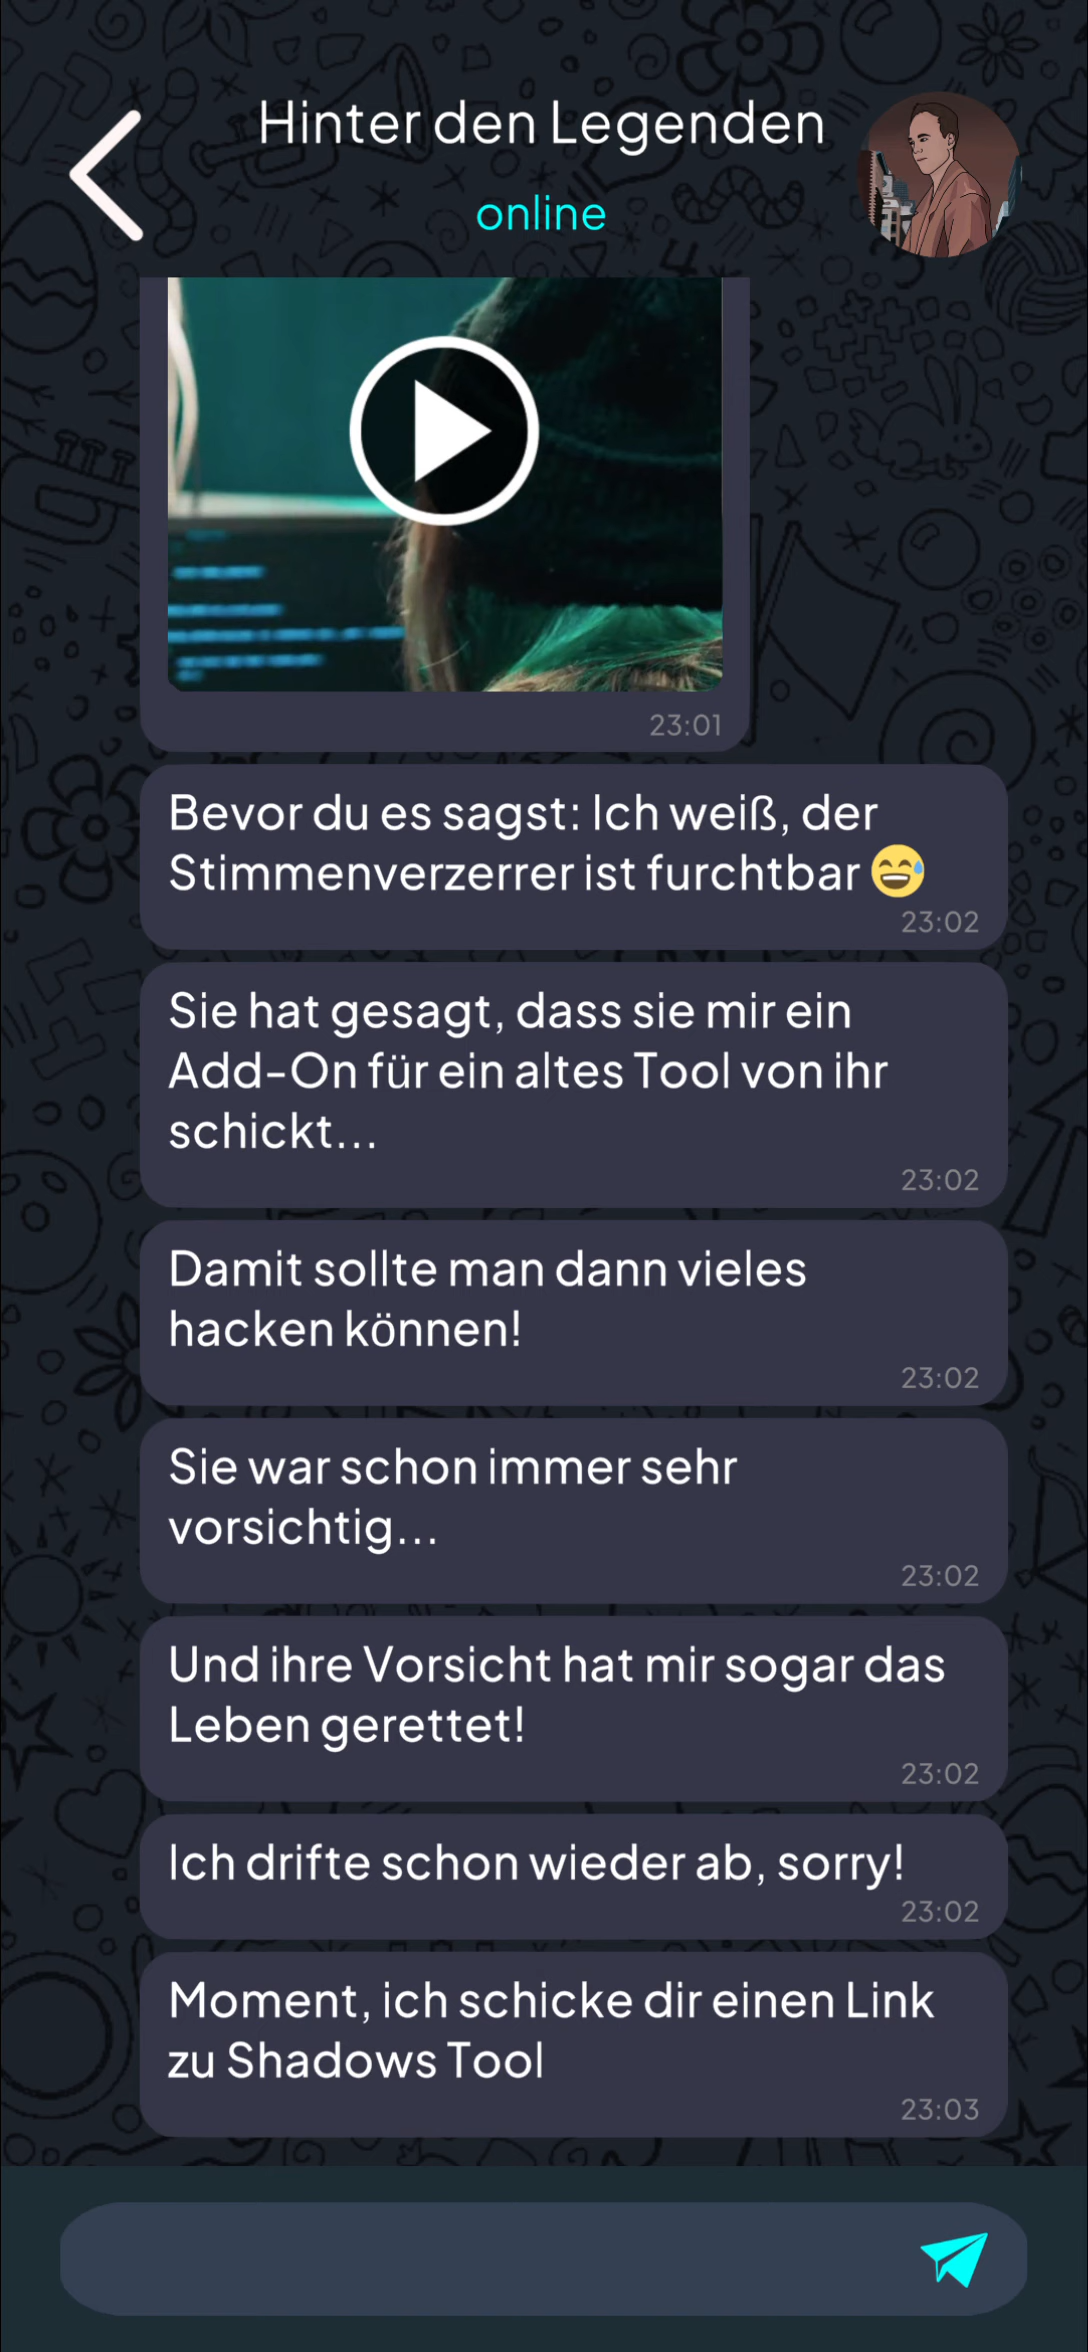 Hinter den Legenden
online
23:01
Bevor du es sagst: Ich weiß, der
Stimmenverzerrer ist furchtbar 😅
23:02
Sie hat gesagt, dass sie mir ein
Add-On für ein altes Tool von ihr
schickt...
23:02
Damit sollte man dann vieles
hacken können!
23:02
Sie war schon immer sehr
vorsichtig...
23:02
Und ihre Vorsicht hat mir sogar das
Leben gerettet!
23:02
Ich drifte schon wieder ab, sorry!
23:02
Moment, ich schicke dir einen Link
zu Shadows Tool
23:03